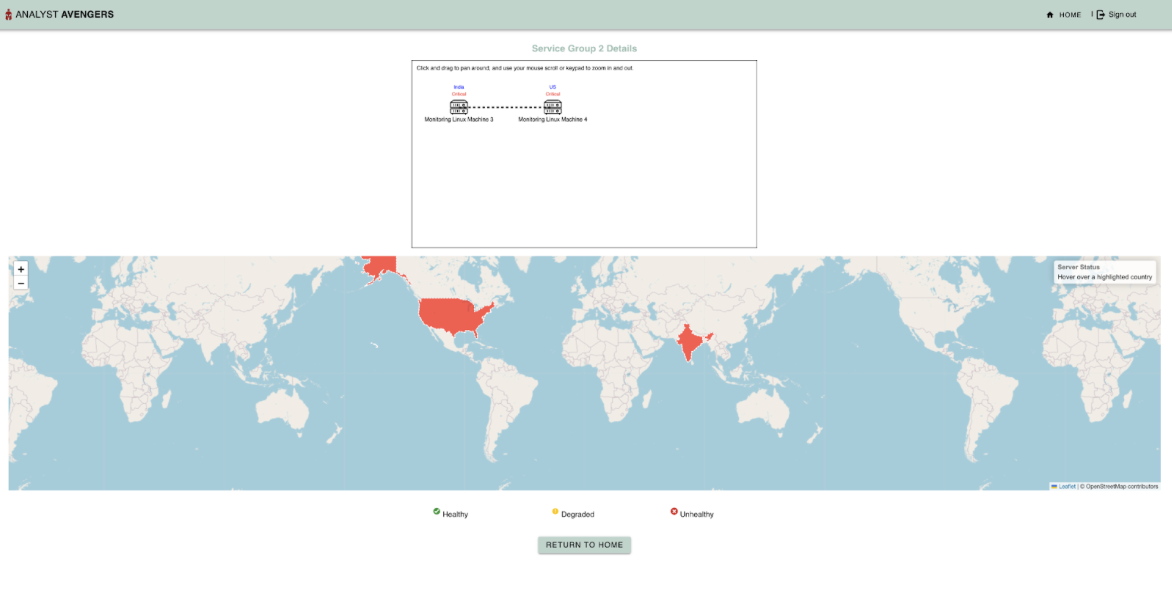 ANALYST AVENGERS
HOME | Sign out
Service Group 2 Details
Click and drag to pan around, and use your mouse scroll or keypad to zoom in and out.
India US
Critical Critical
Monitoring Linux Machine 3 Monitoring Linux Machine 4
+
−
Server Status
Hover over a highlighted country
Leaflet | © OpenStreetMap contributors
Healthy Degraded Unhealthy
RETURN TO HOME